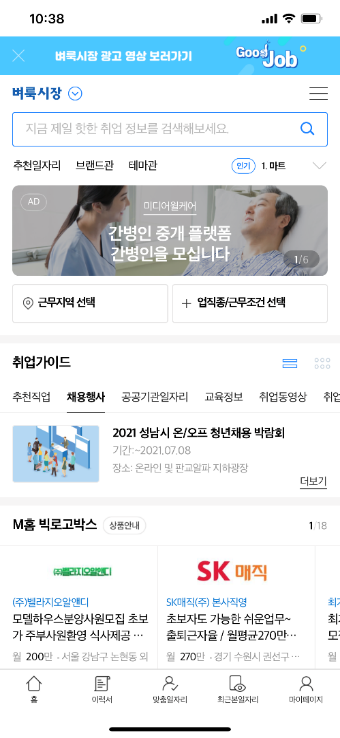 10:38
벼룩시장 광고 영상 보러가기
Good Job
벼룩시장
지금 제일 핫한 취업 정보를 검색해보세요.
추천일자리 브랜드관 테마관
인기 1. 마트
AD
미디어윌케어
간병인 중개 플랫폼
간병인을 모십니다
1/6
근무지역 선택
업직종/근무조건 선택
취업가이드
추천직업 채용행사 공공기관일자리 교육정보 취업동영상 취업
2021 성남시 온/오프 청년채용 박람회
기간:~2021.07.08
장소: 온라인 및 판교알파 지하광장
더보기
M홈 빅로고박스 상품안내
1/18
(주)벨라지오알앤디
SK매직
(주)벨라지오알앤디
모델하우스분양사원모집 초보
가 주부사원환영 식사제공 ...
월 200만 - 서울 강남구 논현동 외
SK매직(주) 본사직영
초보자도 가능한 쉬운업무~
출퇴근자율 / 월평균270만...
월 270만 - 경기 수원시 권선구 ...
홈
이력서
맞춤일자리
최근본일자리
마이페이지